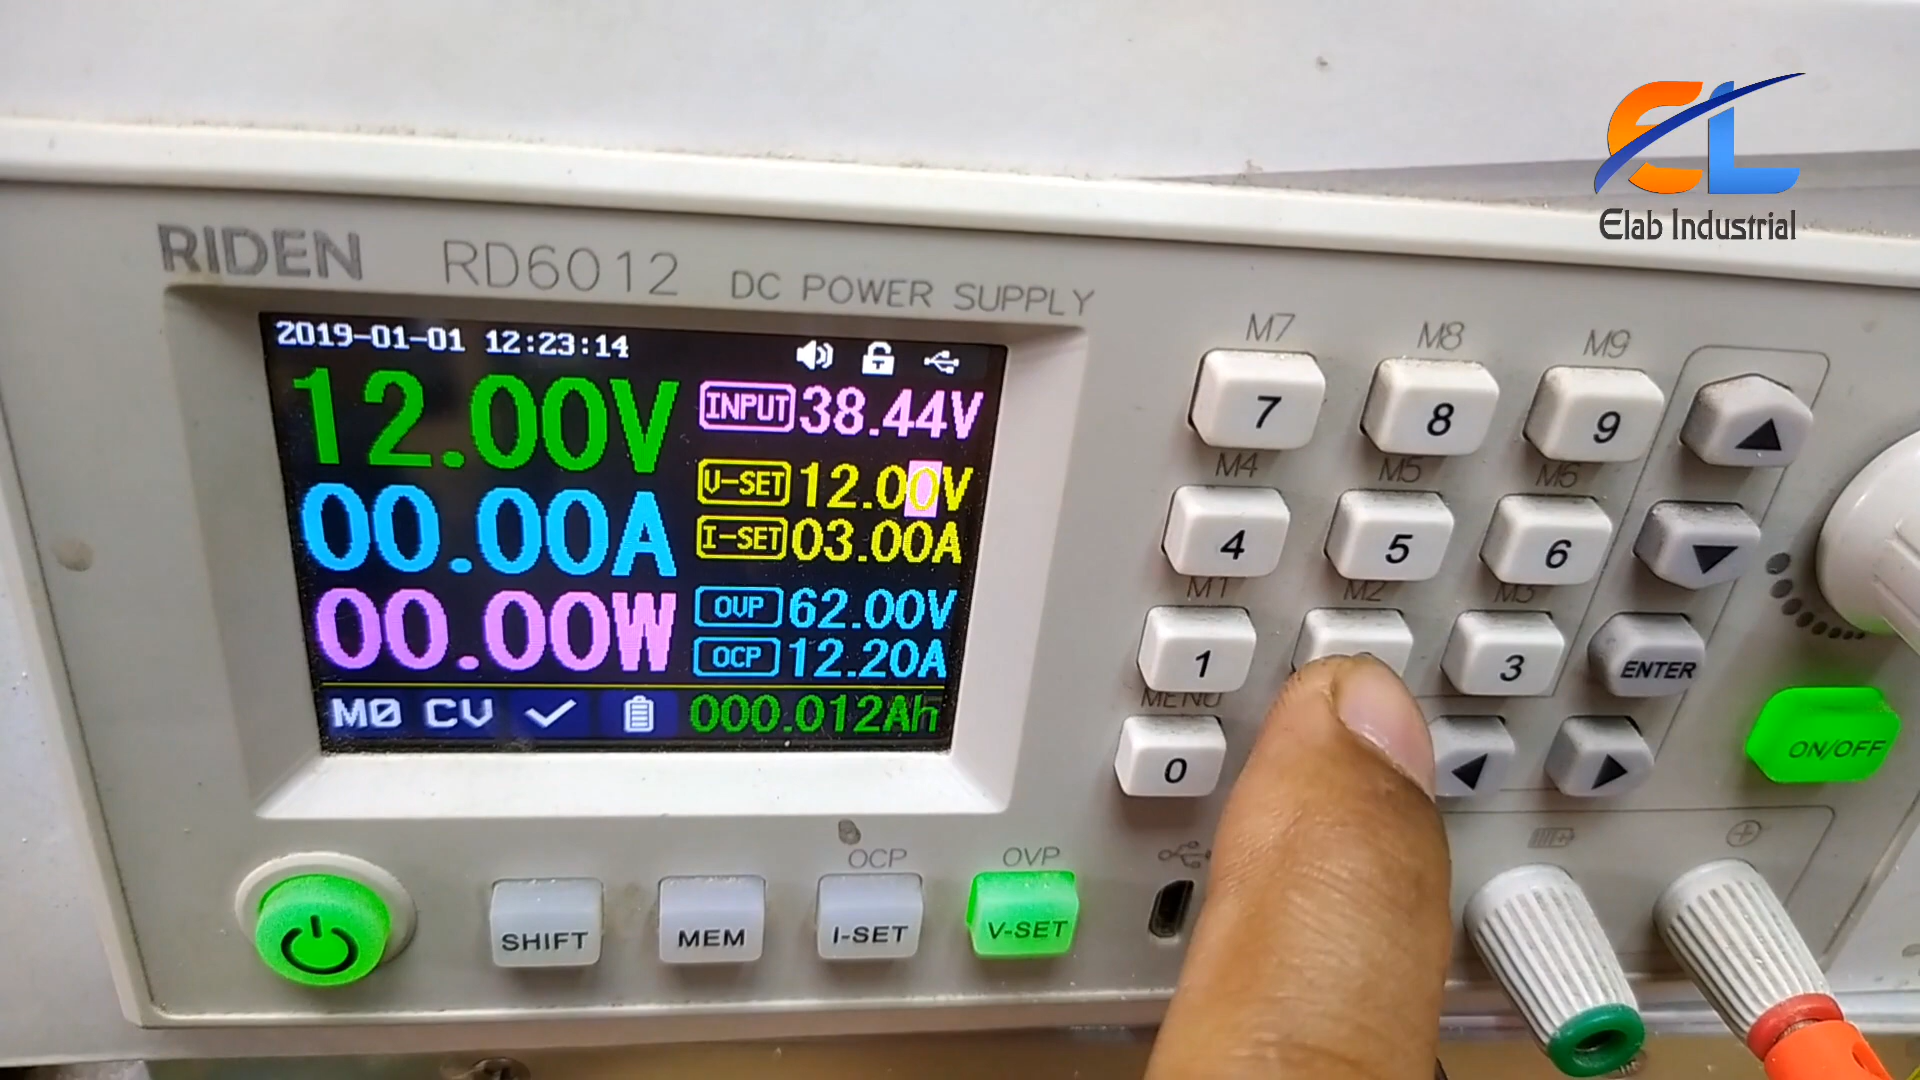 EL
Elab Industrial
RIDEN RD6012 DC POWER SUPPLY
2019-01-01 12:23:14
12.00V
INPUT 38.44V
V-SET 12.00V
00.00A
I-SET 03.00A
OVP 62.00V
00.00W
OCP 12.20A
M0 CV 000.012Ah
M7 M8 M9
7 8 9
M4 M5 M6
4 5 6
M1 M2 M3
1 3 ENTER
MENU
0
ON/OFF
OCP OVP
SHIFT MEM I-SET V-SET